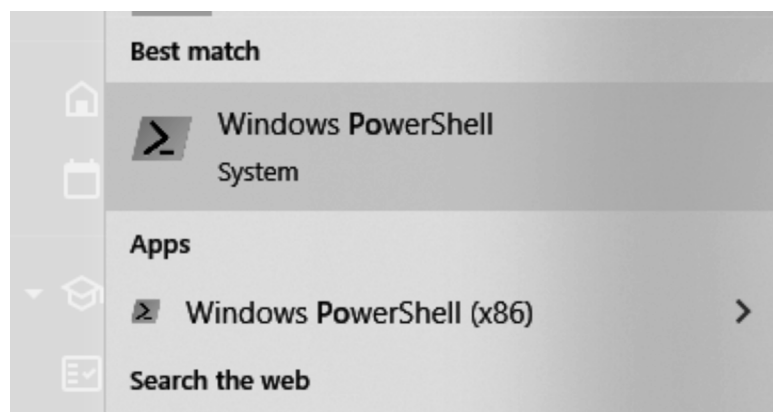 Best match
Windows PowerShell
System
Apps
Windows PowerShell (x86)
Search the web